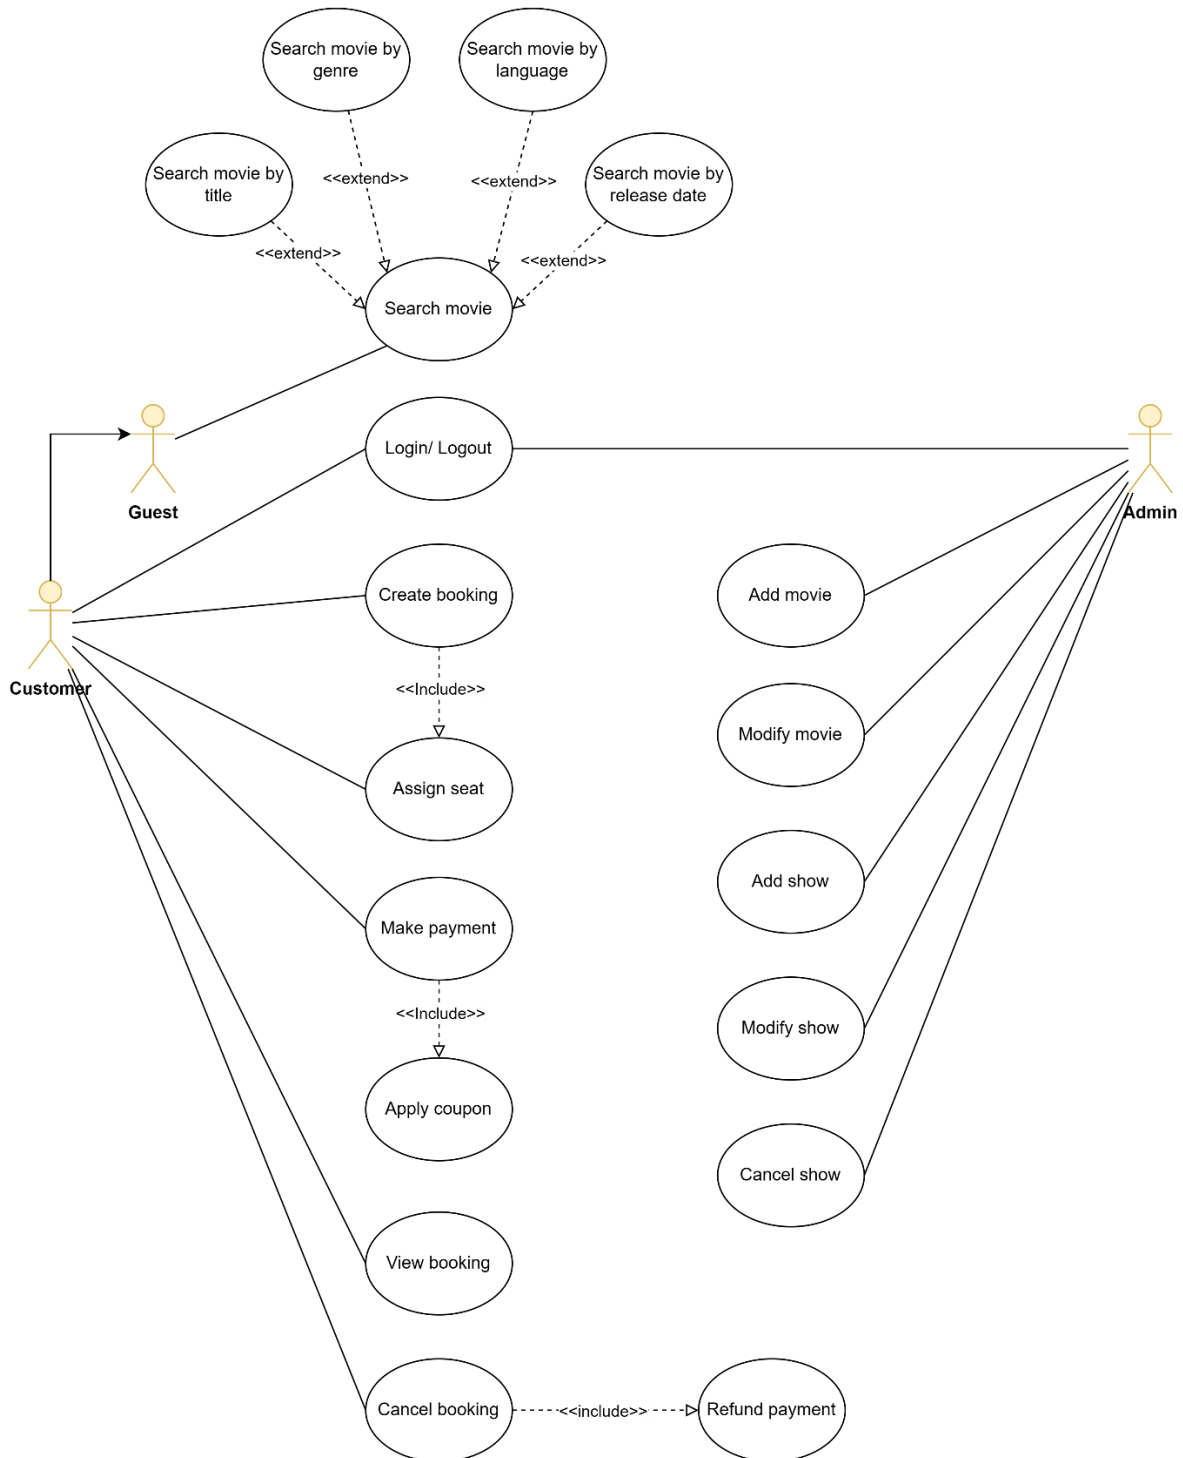 Search movie by
genre
Search movie by
language
Search movie by
title
<<extend>>
<<extend>>
Search movie by
release date
<<extend>>
<<extend>>
Search movie
Login/ Logout
Guest
Admin
Create booking
Add movie
Customer
<<Include>>
Modify movie
Assign seat
Add show
Make payment
<<Include>>
Modify show
Apply coupon
Cancel show
View booking
Cancel booking
<<include>>
Refund payment